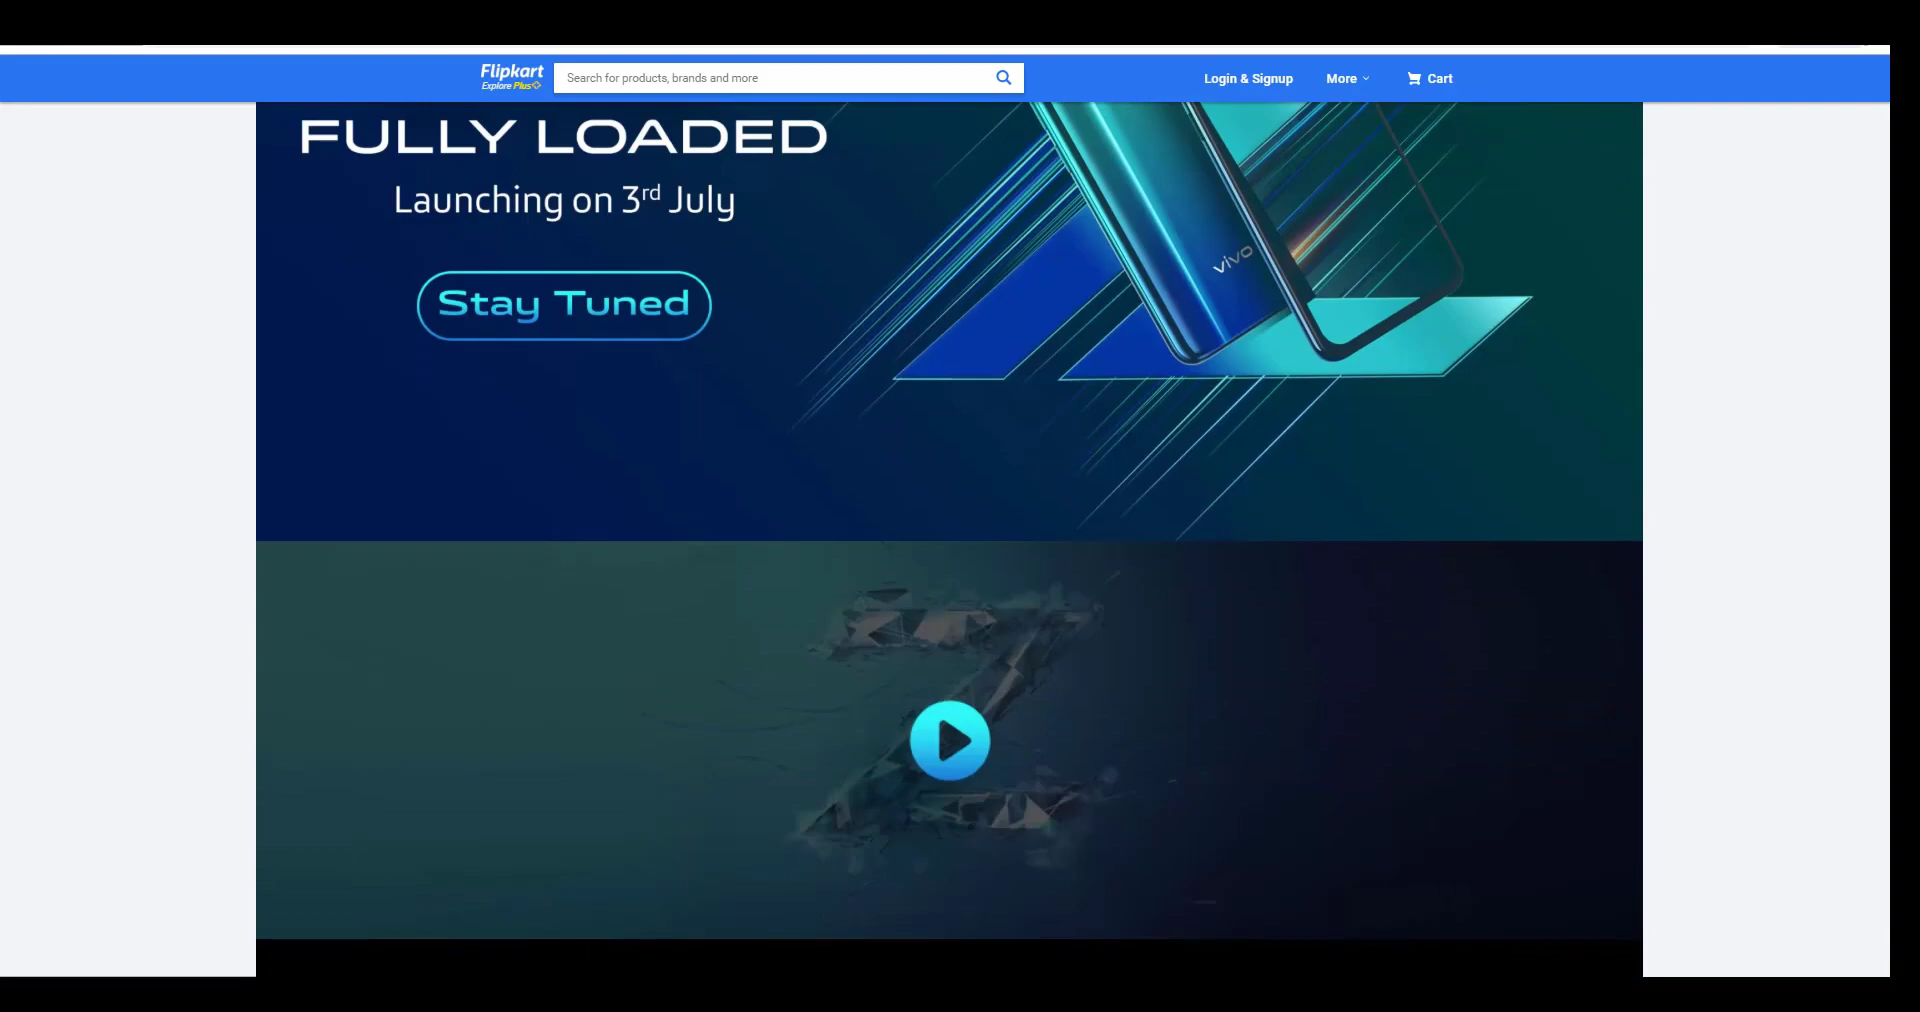 Flipkart
Explore Plus
Search for products, brands and more
Login & Signup
More
Cart
FULLY LOADED
Launching on 3rd July
Stay Tuned
vivo
Z